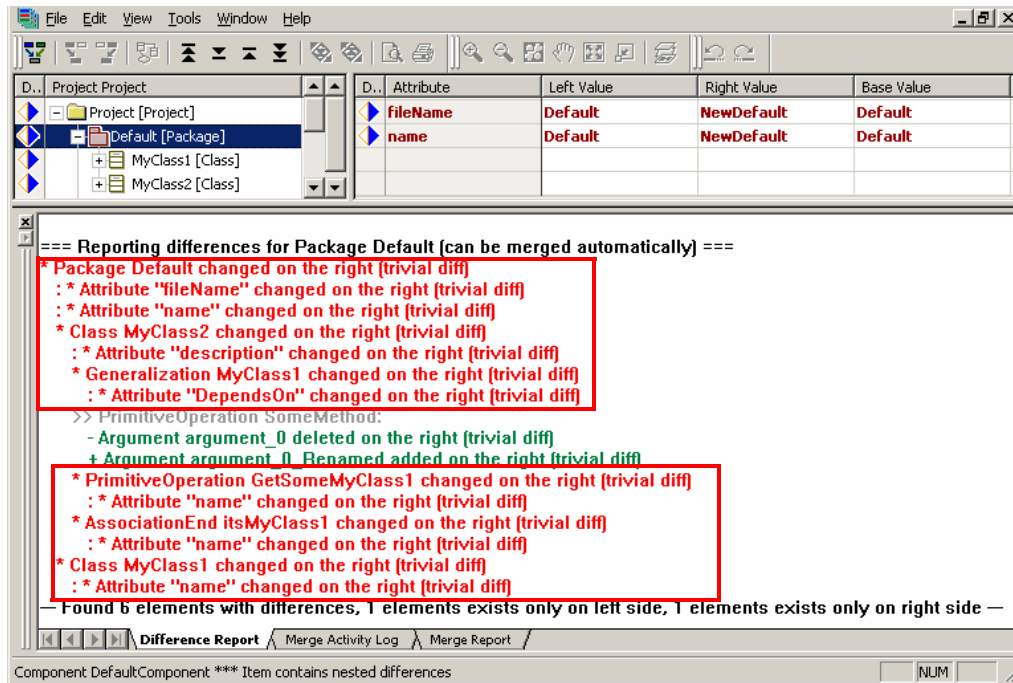 File Edit View Tools Window Help
D.. Project Project
Project [Project]
Default [Package]
MyClass1 [Class]
MyClass2 [Class]
D.. Attribute Left Value Right Value Base Value
fileName Default NewDefault Default
name Default NewDefault Default
=== Reporting differences for Package Default (can be merged automatically) ===
* Package Default changed on the right (trivial diff)
: * Attribute "fileName" changed on the right (trivial diff)
: * Attribute "name" changed on the right (trivial diff)
* Class MyClass2 changed on the right (trivial diff)
: * Attribute "description" changed on the right (trivial diff)
* Generalization MyClass1 changed on the right (trivial diff)
: * Attribute "DependsOn" changed on the right (trivial diff)
>> PrimitiveOperation SomeMethod:
- Argument argument_0 deleted on the right (trivial diff)
+ Argument argument_0_Renamed added on the right (trivial diff)
* PrimitiveOperation GetSomeMyClass1 changed on the right (trivial diff)
: * Attribute "name" changed on the right (trivial diff)
* AssociationEnd itsMyClass1 changed on the right (trivial diff)
: * Attribute "name" changed on the right (trivial diff)
* Class MyClass1 changed on the right (trivial diff)
: * Attribute "name" changed on the right (trivial diff)
— Found 6 elements with differences, 1 elements exists only on left side, 1 elements exists only on right side —
Difference Report Merge Activity Log Merge Report
Component DefaultComponent *** Item contains nested differences NUM